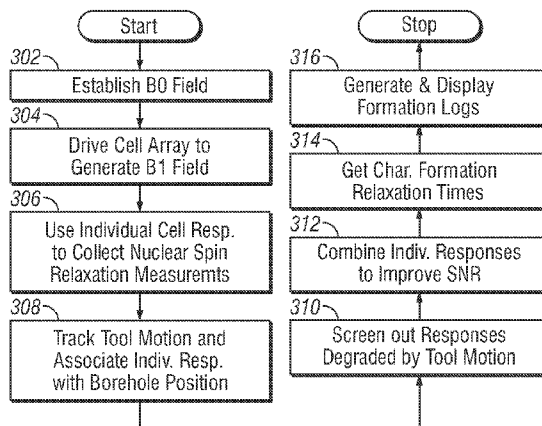 Start
302
Establish B0 Field
304
Drive Cell Array to
Generate B1 Field
306
Use Individual Cell Resp.
to Collect Nuclear Spin
Relaxation Measuremts
308
Track Tool Motion and
Associate Indiv. Resp.
with Borehole Position
310
Screen out Responses
Degraded by Tool Motion
312
Combine Indiv. Responses
to Improve SNR
314
Get Char. Formation
Relaxation Times
316
Generate & Display
Formation Logs
Stop